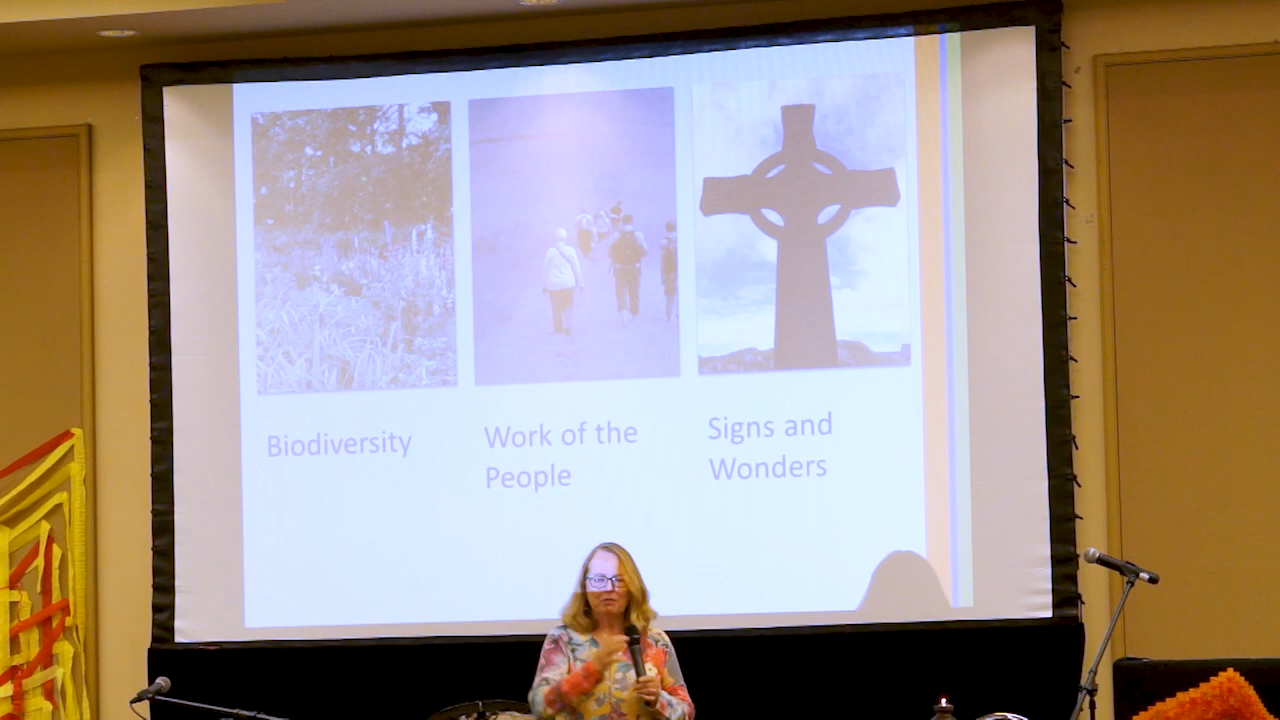 Biodiversity
Work of the
People
Signs and
Wonders